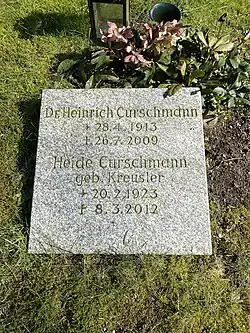 Dr. Heinrich Curschmann
* 28.4.1913
† 26.7.2009
Heide Curschmann
geb. Kreusler
* 20.2.1923
† 8.3.2012